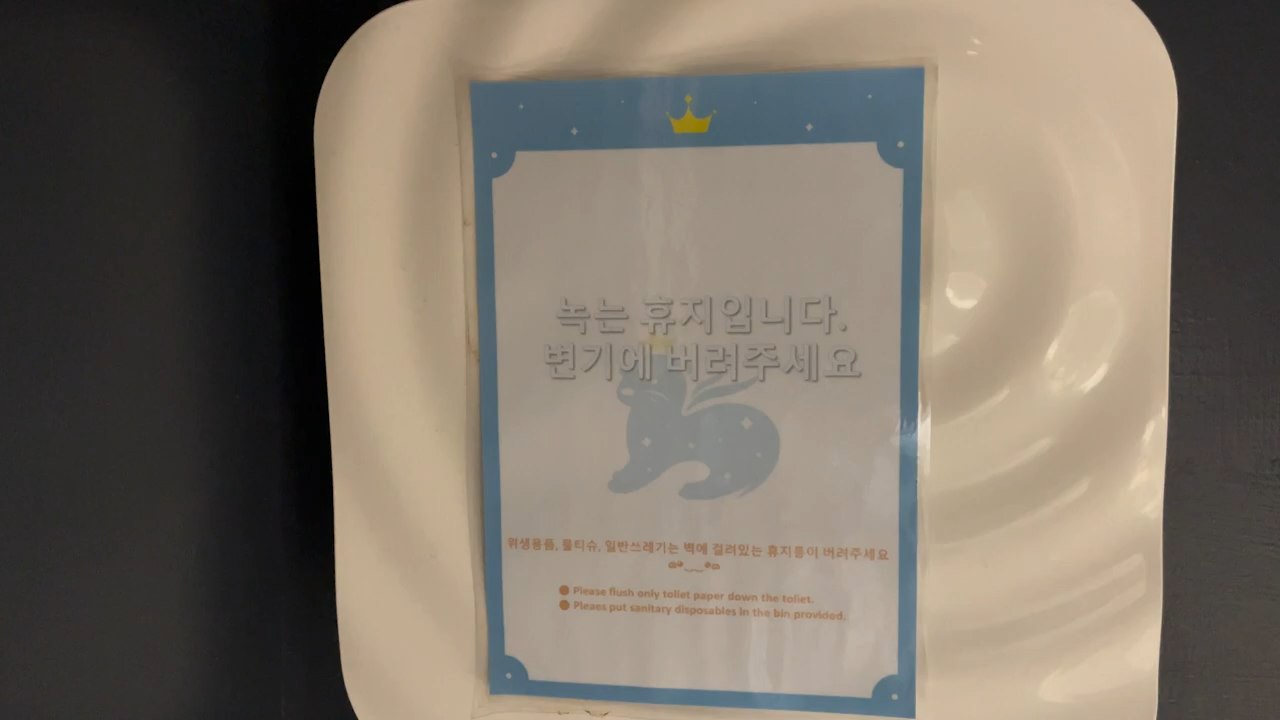 녹는 휴지입니다.
변기에 버려주세요
위생용품, 물티슈, 일반쓰레기는 벽에 걸려있는 휴지통이 버려주세요
Please flush only toilet paper down the toilet.
Pleaes put sanitary disposables in the bin provided.